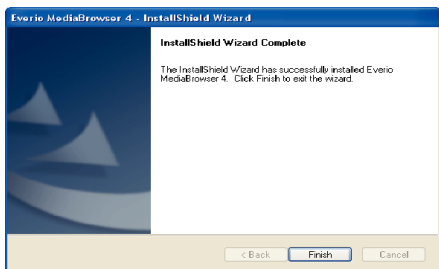 Everio MediaBrowser 4 - InstallShield Wizard
InstallShield Wizard Complete
The InstallShield Wizard has successfully installed Everio
MediaBrowser 4. Click Finish to exit the wizard.
< Back
Finish
Cancel